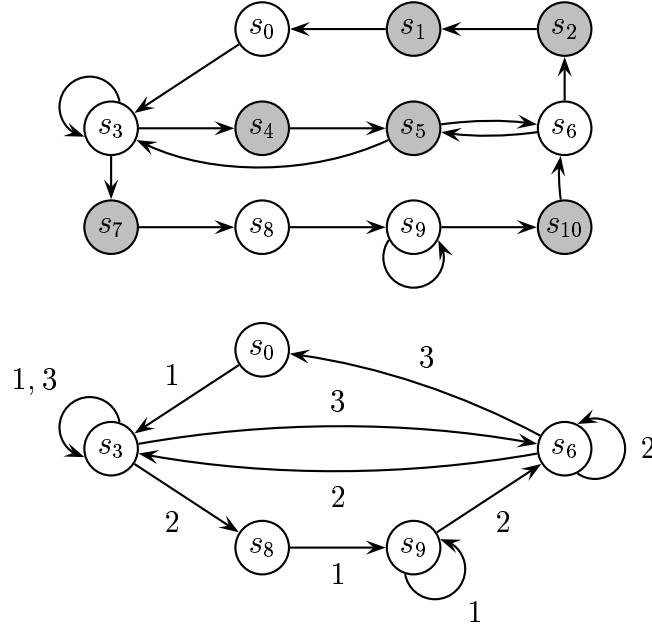 s₀ s₁ s₂
s₃ s₄ s₅ s₆
s₇ s₈ s₉ s₁₀
s₀
3
1, 3
1
3
s₃ s₆
2
2
2 2
s₈ s₉
1
1